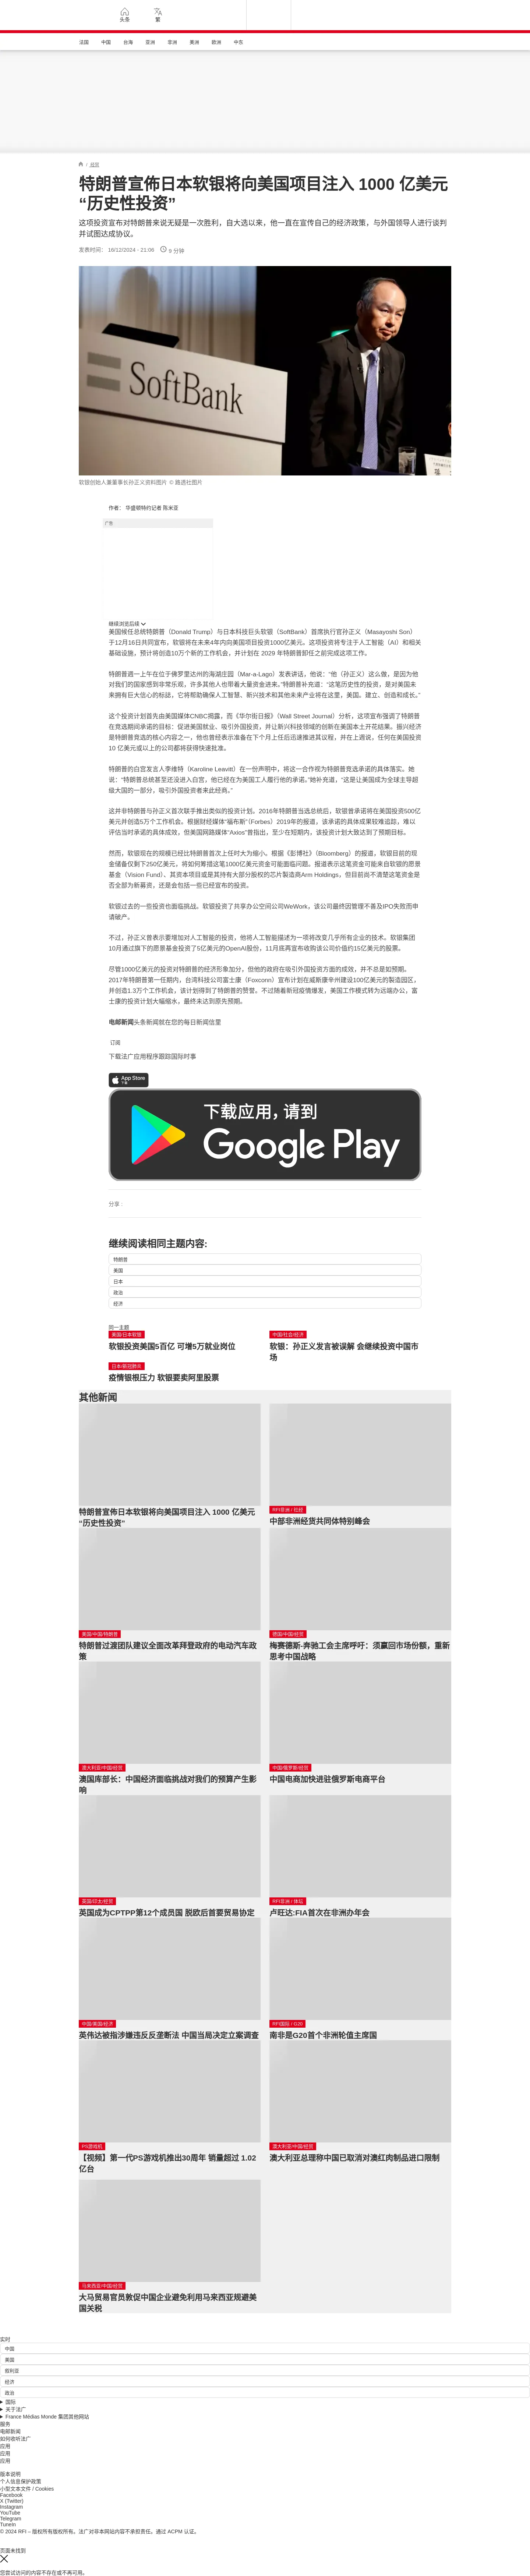 头条
繁
法国
中国
台海
亚洲
非洲
美洲
欧洲
中东
/ 经贸
特朗普宣佈日本软银将向美国项目注入 1000 亿美元
“历史性投资”
这项投资宣布对特朗普来说无疑是一次胜利，自大选以来，他一直在宣传自己的经济政策，与外国领导人进行谈判
并试图达成协议。
发表时间： 16/12/2024 - 21:06
9 分钟
SoftBank
软银创始人兼董事长孙正义资料图片 © 路透社图片
作者： 华盛顿特约记者 陈米亚
广告
继续浏览后续
美国候任总统特朗普（Donald Trump）与日本科技巨头软银（SoftBank）首席执行官孙正义（Masayoshi Son）
于12月16日共同宣布，软银将在未来4年内向美国项目投资1000亿美元。这项投资将专注于人工智能（AI）和相关
基础设施，预计将创造10万个新的工作机会，并计划在 2029 年特朗普卸任之前完成这项工作。
特朗普週一上午在位于佛罗里达州的海湖庄园（Mar-a-Lago）发表讲话，他说：“他（孙正义）这么做，是因为他
对我们的国家感到非常乐观，许多其他人也带着大量资金进来。”特朗普补充道：“这笔历史性的投资，是对美国未
来拥有巨大信心的标誌，它将帮助确保人工智慧、新兴技术和其他未来产业将在这里，美国。建立、创造和成长。”
这个投资计划首先由美国媒体CNBC揭露，而《华尔街日报》（Wall Street Journal）分析，这项宣布强调了特朗普
在竞选期间承诺的目标：促进美国就业、吸引外国投资，并让新兴科技领域的创新在美国本土开花结果。振兴经济
是特朗普竞选的核心内容之一，他也曾经表示准备在下个月上任后迅速推进其议程，并在上週说，任何在美国投资
10 亿美元或以上的公司都将获得快速批准。
特朗普的白宫发言人李维特（Karoline Leavitt）在一份声明中，将这一合作视为特朗普竞选承诺的具体落实。她
说：“特朗普总统甚至还没进入白宫，他已经在为美国工人履行他的承诺。”她补充道，“这是让美国成为全球主导超
级大国的一部分，吸引外国投资者来此经商。”
这并非特朗普与孙正义首次联手推出类似的投资计划。2016年特朗普当选总统后，软银曾承诺将在美国投资500亿
美元并创造5万个工作机会。根据财经媒体”福布斯”（Forbes）2019年的报道，该承诺的具体成果较难追踪，难以
评估当时承诺的具体成效，但美国网路媒体”Axios”曾指出，至少在短期内，该投资计划大致达到了预期目标。
然而，软银现在的规模已经比特朗普首次上任时大为缩小。根据《彭博社》（Bloomberg）的报道，软银目前的现
金储备仅剩下250亿美元，将如何筹措这笔1000亿美元资金可能面临问题。报道表示这笔资金可能来自软银的愿景
基金（Vision Fund）、其资本项目或是其持有大部分股权的芯片製造商Arm Holdings，但目前尚不清楚这笔资金是
否全部为新募资，还是会包括一些已经宣布的投资。
软银过去的一些投资也面临挑战。软银投资了共享办公空间公司WeWork，该公司最终因管理不善及IPO失败而申
请破产。
不过，孙正义曾表示要增加对人工智能的投资，他将人工智能描述为一项将改变几乎所有企业的技术。软银集团
10月通过旗下的愿景基金投资了5亿美元的OpenAI股份，11月底再宣布收购该公司价值约15亿美元的股票。
尽管1000亿美元的投资对特朗普的经济形象加分，但他的政府在吸引外国投资方面的成效，并不总是如预期。
2017年特朗普第一任期内，台湾科技公司富士康（Foxconn）宣布计划在威斯康辛州建设100亿美元的製造园区，
并创造1.3万个工作机会，该计划得到了特朗普的赞赏。不过随着新冠疫情爆发，美国工作模式转为远端办公，富
士康的投资计划大幅缩水，最终未达到原先预期。
电邮新闻头条新闻就在您的每日新闻信里
订阅
下载法广应用程序跟踪国际时事
App Store
下载应用，请到
Google Play
分享 :
继续阅读相同主题内容:
特朗普
美国
日本
政治
经济
同一主题
美国/日本软银
软银投资美国5百亿 可增5万就业岗位
中国/社会/经济
软银：孙正义发言被误解 会继续投资中国市
场
日本/新冠肺炎
疫情银根压力 软银要卖阿里股票
其他新闻
特朗普宣佈日本软银将向美国项目注入 1000 亿美元
“历史性投资”
RFI非洲 / 社经
中部非洲经货共同体特别峰会
美国/中国/特朗普
特朗普过渡团队建议全面改革拜登政府的电动汽车政
策
德国/中国/经贸
梅赛德斯-奔驰工会主席呼吁：须赢回市场份额，重新
思考中国战略
澳大利亚/中国/经贸
澳国库部长：中国经济面临挑战对我们的预算产生影
响
中国/俄罗斯/经贸
中国电商加快进驻俄罗斯电商平台
英国/印太/经贸
英国成为CPTPP第12个成员国 脱欧后首要贸易协定
RFI非洲 / 体坛
卢旺达:FIA首次在非洲办年会
中国/美国/经济
英伟达被指涉嫌违反反垄断法 中国当局决定立案调查
RFI国际 / G20
南非是G20首个非洲轮值主席国
PS游戏机
【视频】第一代PS游戏机推出30周年 销量超过 1.02
亿台
澳大利亚/中国/经贸
澳大利亚总理称中国已取消对澳红肉制品进口限制
马来西亚/中国/经贸
大马贸易官员敦促中国企业避免利用马来西亚规避美
国关税
实时
中国
美国
叙利亚
经济
政治
国际
关于法广
France Médias Monde 集团其他网站
服务
电邮新闻
如何收听法广
应用
应用
应用
版本说明
个人信息保护政策
小型文本文件 / Cookies
Facebook
X (Twitter)
Instagram
YouTube
Telegram
TuneIn
© 2024 RFI – 版权所有版权所有。法广对非本网站内容不承担责任。通过 ACPM 认证。
页面未找到
您尝试访问的内容不存在或不再可用。